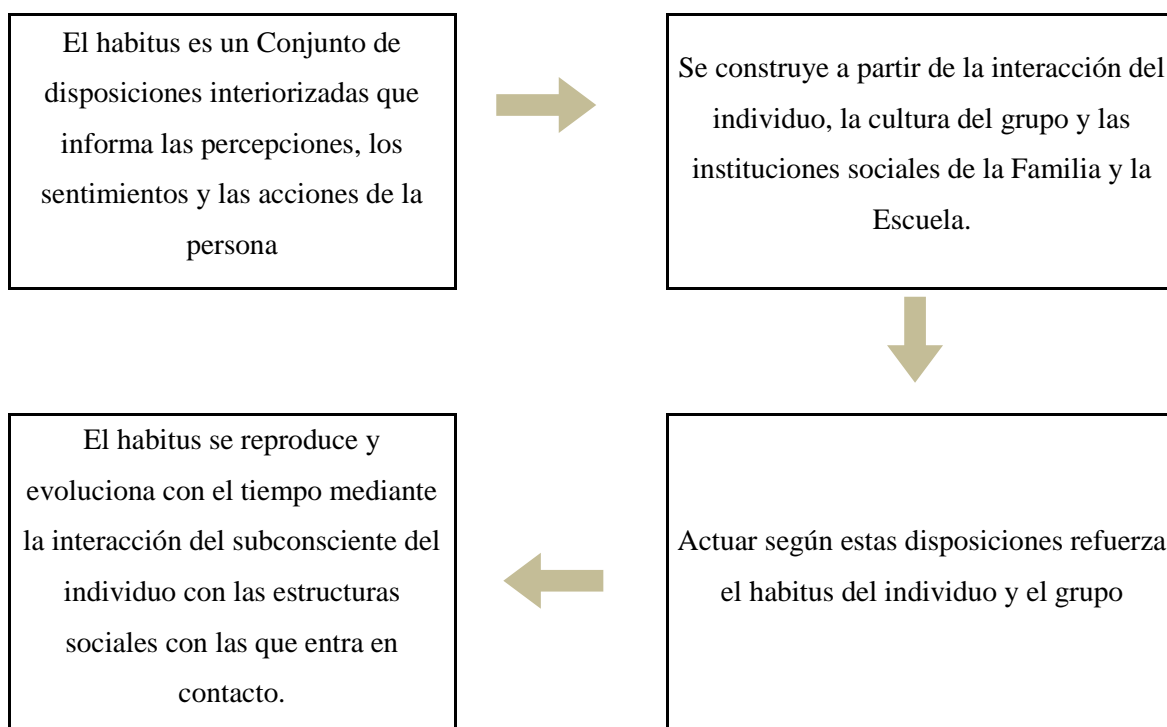 El habitus es un Conjunto de
disposiciones interiorizadas que
informa las percepciones, los
sentimientos y las acciones de la
persona
Se construye a partir de la interacción del
individuo, la cultura del grupo y las
instituciones sociales de la Familia y la
Escuela.
Actuar según estas disposiciones refuerza
el habitus del individuo y el grupo
El habitus se reproduce y
evoluciona con el tiempo mediante
la interacción del subconsciente del
individuo con las estructuras
sociales con las que entra en
contacto.